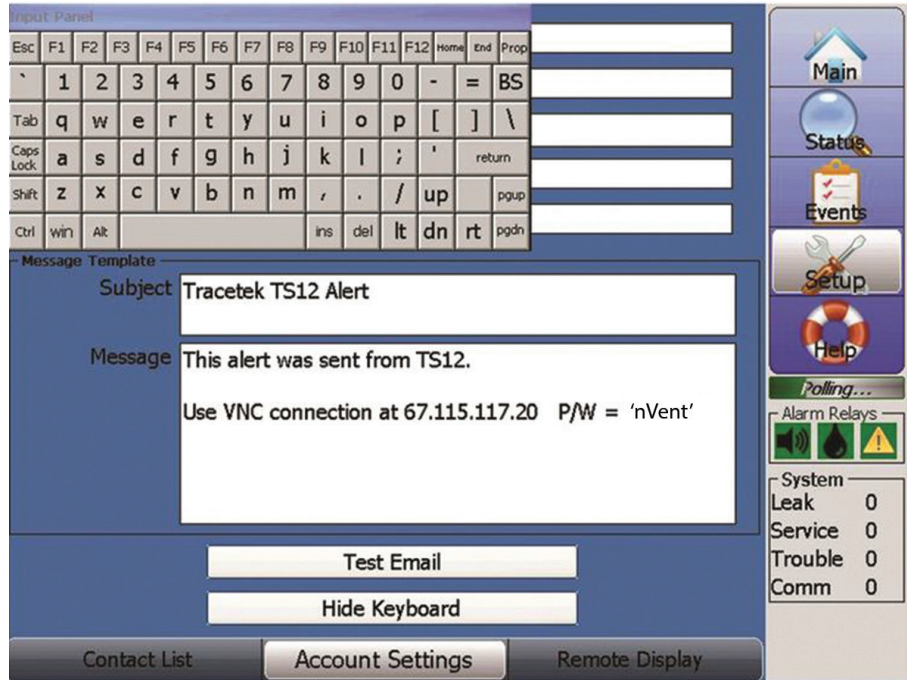 Input Panel
Esc F1 F2 F3 F4 F5 F6 F7 F8 F9 F10 F11 F12 Home End Prop
` 1 2 3 4 5 6 7 8 9 0 - = BS
Tab q w e r t y u i o p [ ] \
Caps Lock a s d f g h j k l ; ' return
Shift z x c v b n m , . / up pgup
Ctrl win Alt ins del lt dn rt pgdn
Message Template
Subject Tracetek TS12 Alert
Message This alert was sent from TS12.
Use VNC connection at 67.115.117.20 P/W = 'nVent'
Test Email
Hide Keyboard
Contact List Account Settings Remote Display
Main
Status
Events
Setup
Help
Polling...
Alarm Relays
System
Leak 0
Service 0
Trouble 0
Comm 0